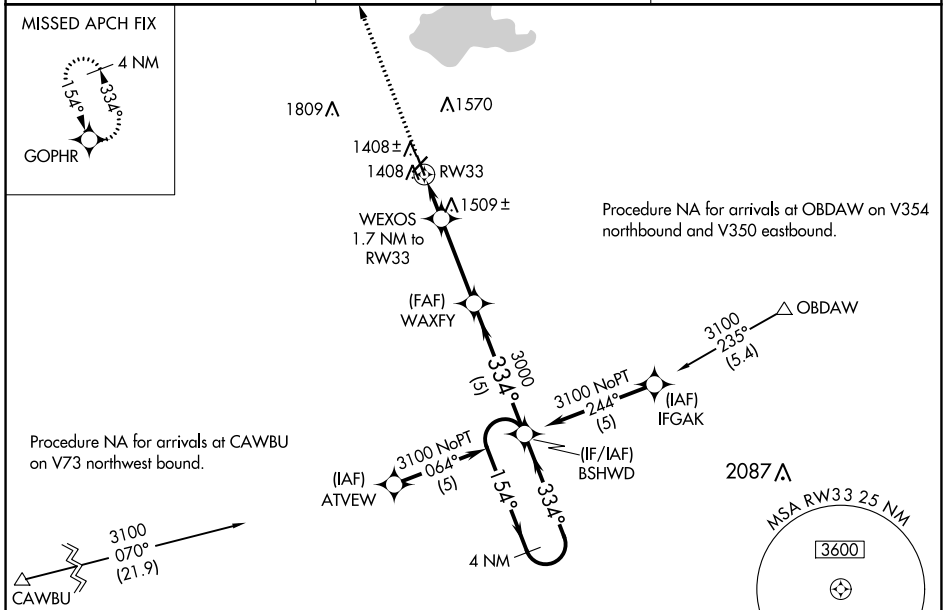 MISSED APCH FIX
4 NM
154°
334°
GOPHR
1809
1570
1408±
1408
RW33
1509±
WEXOS
1.7 NM to
RW33
Procedure NA for arrivals at OBDAW on V354
northbound and V350 eastbound.
(FAF)
WAXFY
OBDAW
3100
235°
(5.4)
3000
334°
(5)
3100 NoPT
244°
(5)
(IAF)
IFGAK
Procedure NA for arrivals at CAWBU
on V73 northwest bound.
(IF/IAF)
BSHWD
3100 NoPT
064°
(5)
(IAF)
ATVEW
154°
334°
4 NM
2087
MSA RW33 25 NM
3600
3100
070°
(21.9)
CAWBU